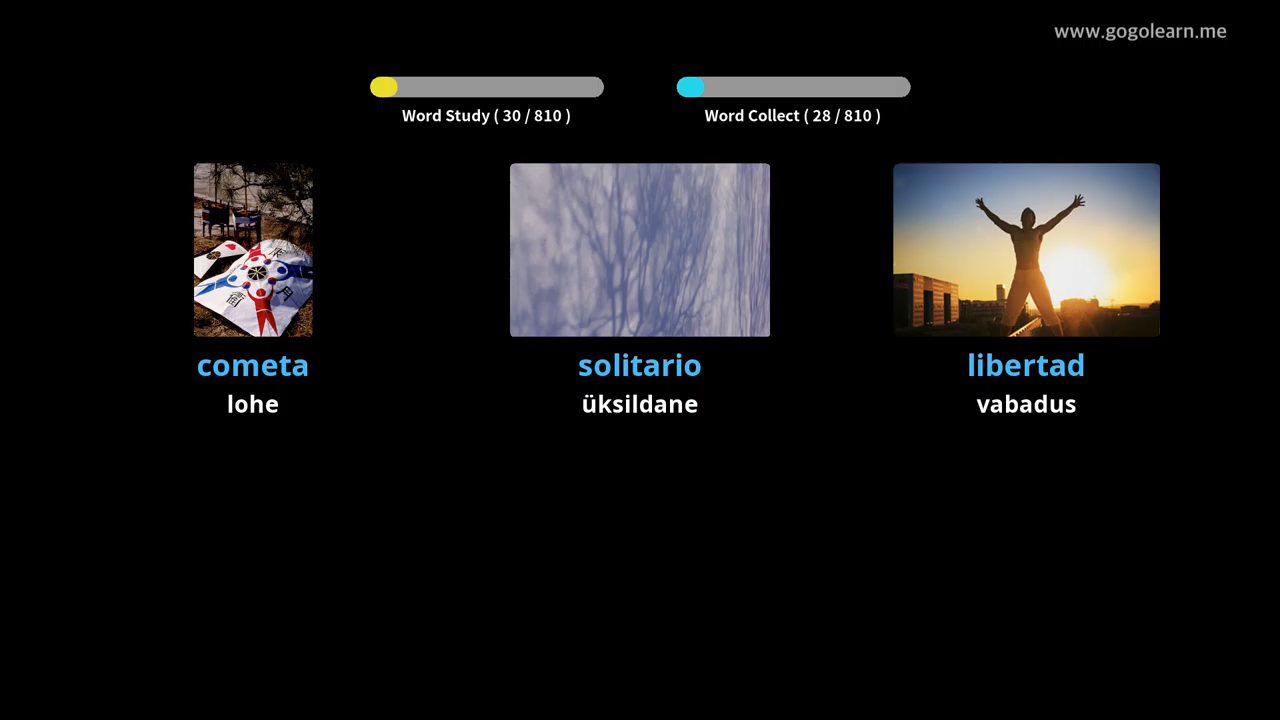 www.gogolearn.me
Word Study ( 30 / 810 )
Word Collect ( 28 / 810 )
cometa
lohe
solitario
üksildane
libertad
vabadus